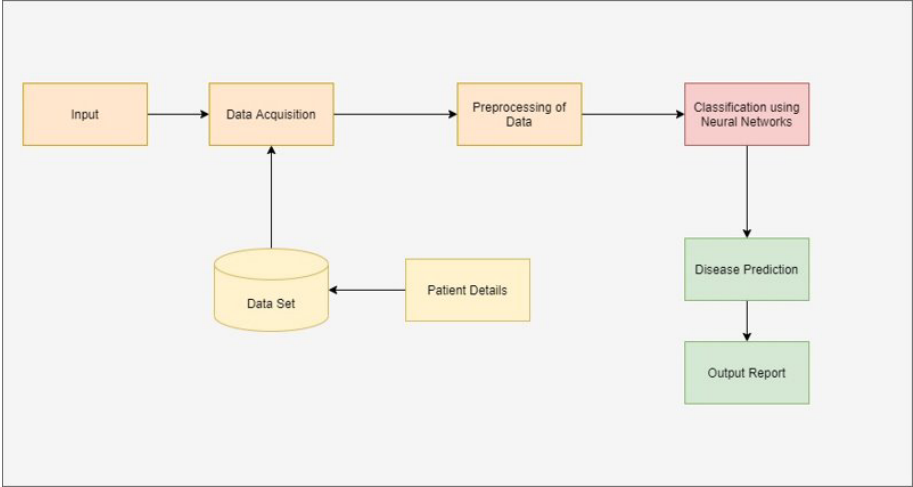 Input
Data Acquisition
Preprocessing of
Data
Classification using
Neural Networks
Data Set
Patient Details
Disease Prediction
Output Report